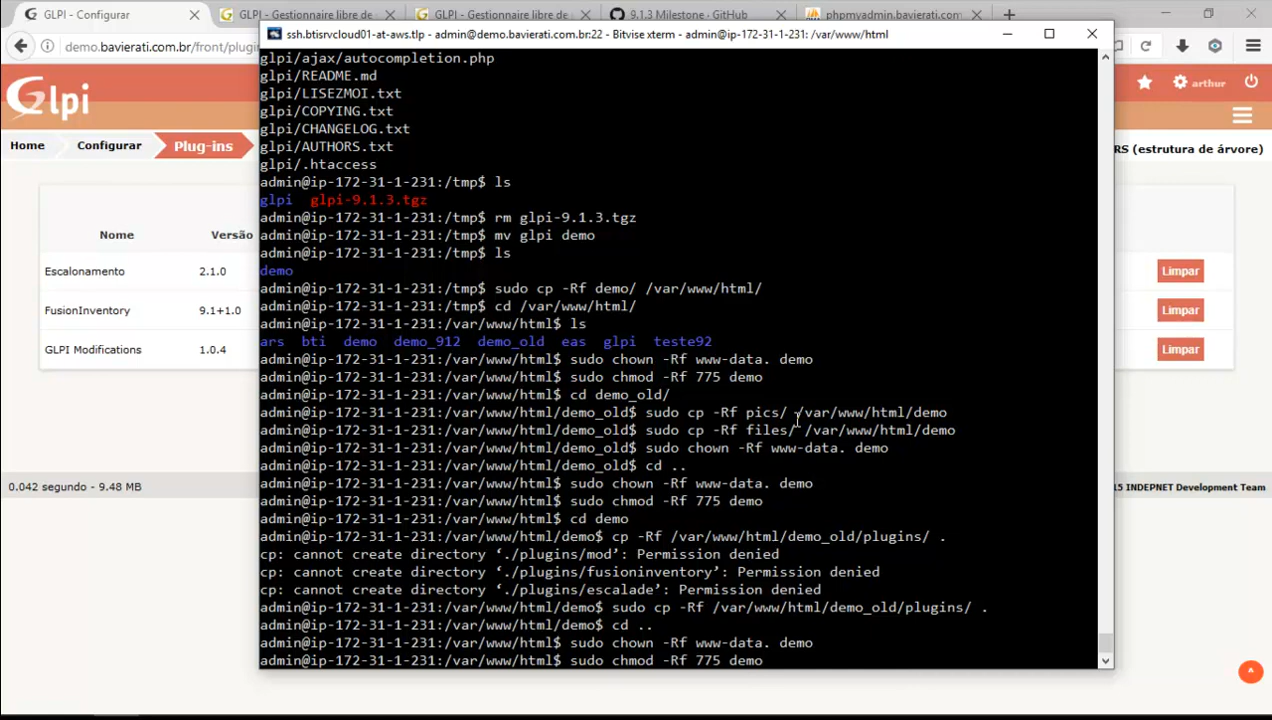 GLPI - Configurar
GLPI - Gestionnaire libre de
GLPI - Gestionnaire libre de
9.1.3 Milestone · GitHub
phpmyadmin.bavierati.com
demo.bavierati.com.br/front/plugin
ssh.btisrvcloud01-at-aws.tlp - admin@demo.bavierati.com.br:22 - Bitvise xterm - admin@ip-172-31-1-231: /var/www/html
Glpi
arthur
Home
Configurar
Plug-ins
RS (estrutura de árvore)
Nome
Versão
Escalonamento
2.1.0
Limpar
FusionInventory
9.1+1.0
Limpar
GLPI Modifications
1.0.4
Limpar
0.042 segundo - 9.48 MB
15 INDEPNET Development Team
glpi/ajax/autocompletion.php
glpi/README.md
glpi/LISEZMOI.txt
glpi/COPYING.txt
glpi/CHANGELOG.txt
glpi/AUTHORS.txt
glpi/.htaccess
admin@ip-172-31-1-231:/tmp$ ls
glpi glpi-9.1.3.tgz
admin@ip-172-31-1-231:/tmp$ rm glpi-9.1.3.tgz
admin@ip-172-31-1-231:/tmp$ mv glpi demo
admin@ip-172-31-1-231:/tmp$ ls
demo
admin@ip-172-31-1-231:/tmp$ sudo cp -Rf demo/ /var/www/html/
admin@ip-172-31-1-231:/tmp$ cd /var/www/html/
admin@ip-172-31-1-231:/var/www/html$ ls
ars bti demo demo_912 demo_old eas glpi teste92
admin@ip-172-31-1-231:/var/www/html$ sudo chown -Rf www-data. demo
admin@ip-172-31-1-231:/var/www/html$ sudo chmod -Rf 775 demo
admin@ip-172-31-1-231:/var/www/html$ cd demo_old/
admin@ip-172-31-1-231:/var/www/html/demo_old$ sudo cp -Rf pics/ /var/www/html/demo
admin@ip-172-31-1-231:/var/www/html/demo_old$ sudo cp -Rf files/ /var/www/html/demo
admin@ip-172-31-1-231:/var/www/html/demo_old$ sudo chown -Rf www-data. demo
admin@ip-172-31-1-231:/var/www/html/demo_old$ cd ..
admin@ip-172-31-1-231:/var/www/html$ sudo chown -Rf www-data. demo
admin@ip-172-31-1-231:/var/www/html$ sudo chmod -Rf 775 demo
admin@ip-172-31-1-231:/var/www/html$ cd demo
admin@ip-172-31-1-231:/var/www/html/demo$ cp -Rf /var/www/html/demo_old/plugins/ .
cp: cannot create directory ‘./plugins/mod’: Permission denied
cp: cannot create directory ‘./plugins/fusioninventory’: Permission denied
cp: cannot create directory ‘./plugins/escalade’: Permission denied
admin@ip-172-31-1-231:/var/www/html/demo$ sudo cp -Rf /var/www/html/demo_old/plugins/ .
admin@ip-172-31-1-231:/var/www/html/demo$ cd ..
admin@ip-172-31-1-231:/var/www/html$ sudo chown -Rf www-data. demo
admin@ip-172-31-1-231:/var/www/html$ sudo chmod -Rf 775 demo